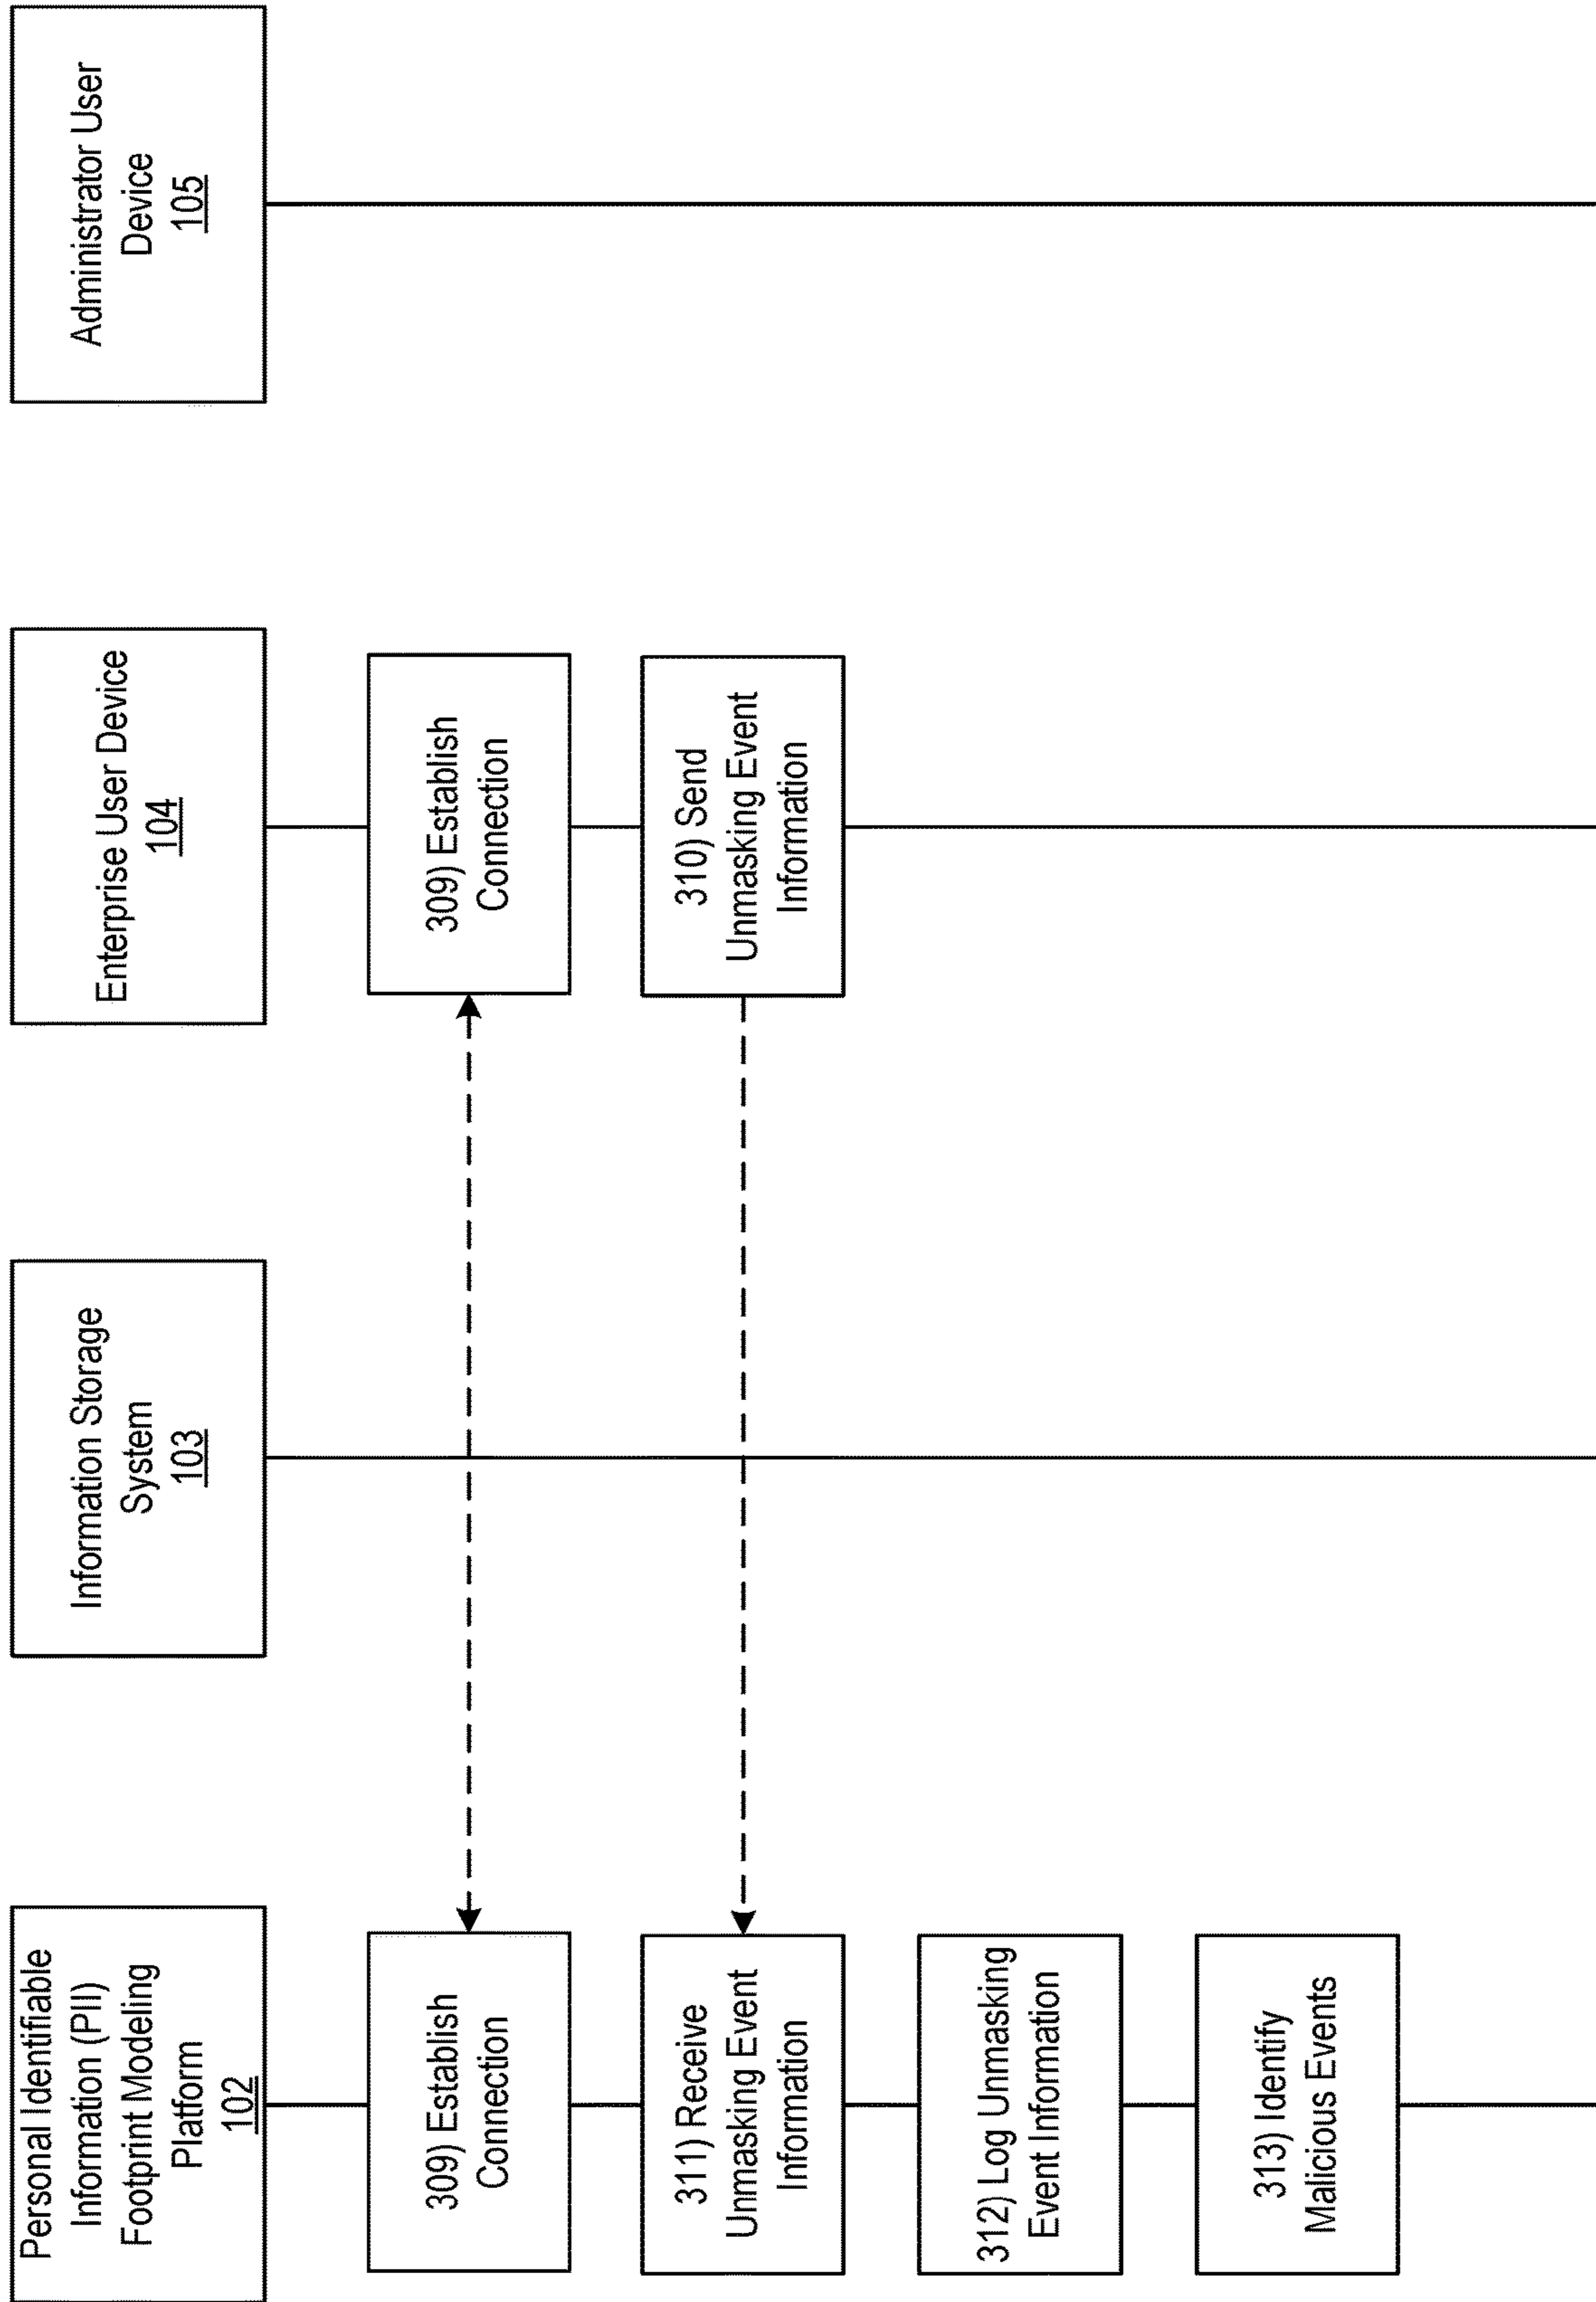 Personal Identifiable
Information (PII)
Footprint Modeling
Platform
102
Information Storage
System
103
Enterprise User Device
104
Administrator User
Device
105
309) Establish
Connection
309) Establish
Connection
311) Receive
Unmasking Event
Information
310) Send
Unmasking Event
Information
312) Log Unmasking
Event Information
313) Identify
Malicious Events